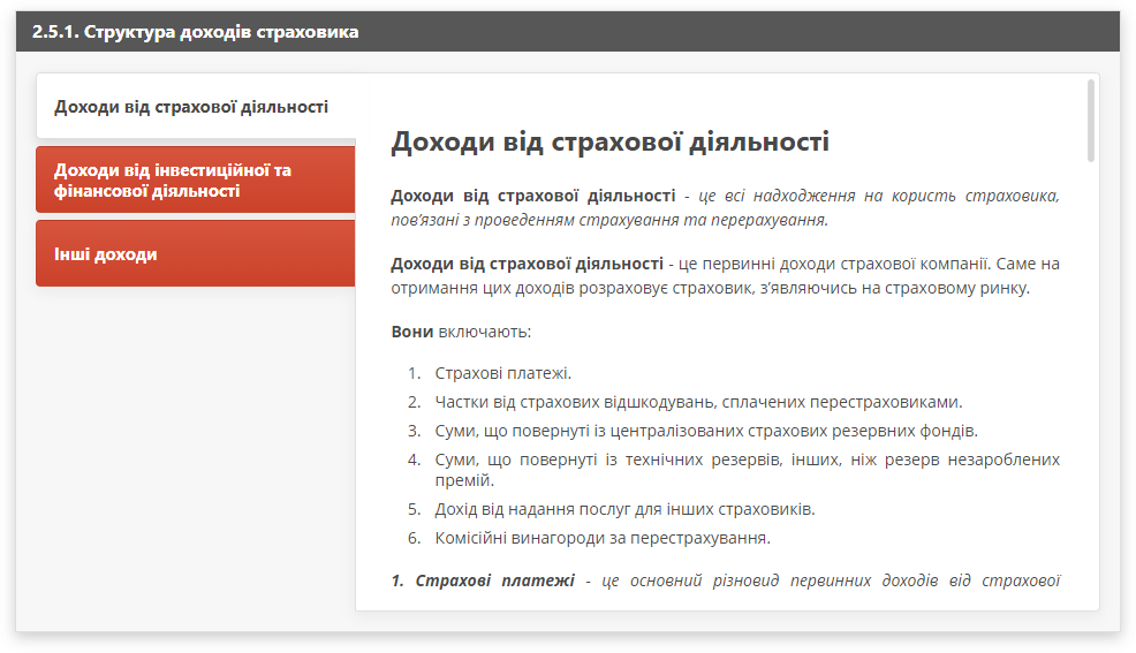 2.5.1. Структура доходів страховика
Доходи від страхової діяльності
Доходи від інвестиційної та
фінансової діяльності
Інші доходи
Доходи від страхової діяльності
Доходи від страхової діяльності - це всі надходження на користь страховика,
пов’язані з проведенням страхування та перерахування.
Доходи від страхової діяльності - це первинні доходи страхової компанії. Саме на
отримання цих доходів розраховує страховик, з’являючись на страховому ринку.
Вони включають:
1. Страхові платежі.
2. Частки від страхових відшкодувань, сплачених перестраховиками.
3. Суми, що повернуті із централізованих страхових резервних фондів.
4. Суми, що повернуті із технічних резервів, інших, ніж резерв незароблених
премій.
5. Дохід від надання послуг для інших страховиків.
6. Комісійні винагороди за перестрахування.
1. Страхові платежі - це основний різновид первинних доходів від страхової